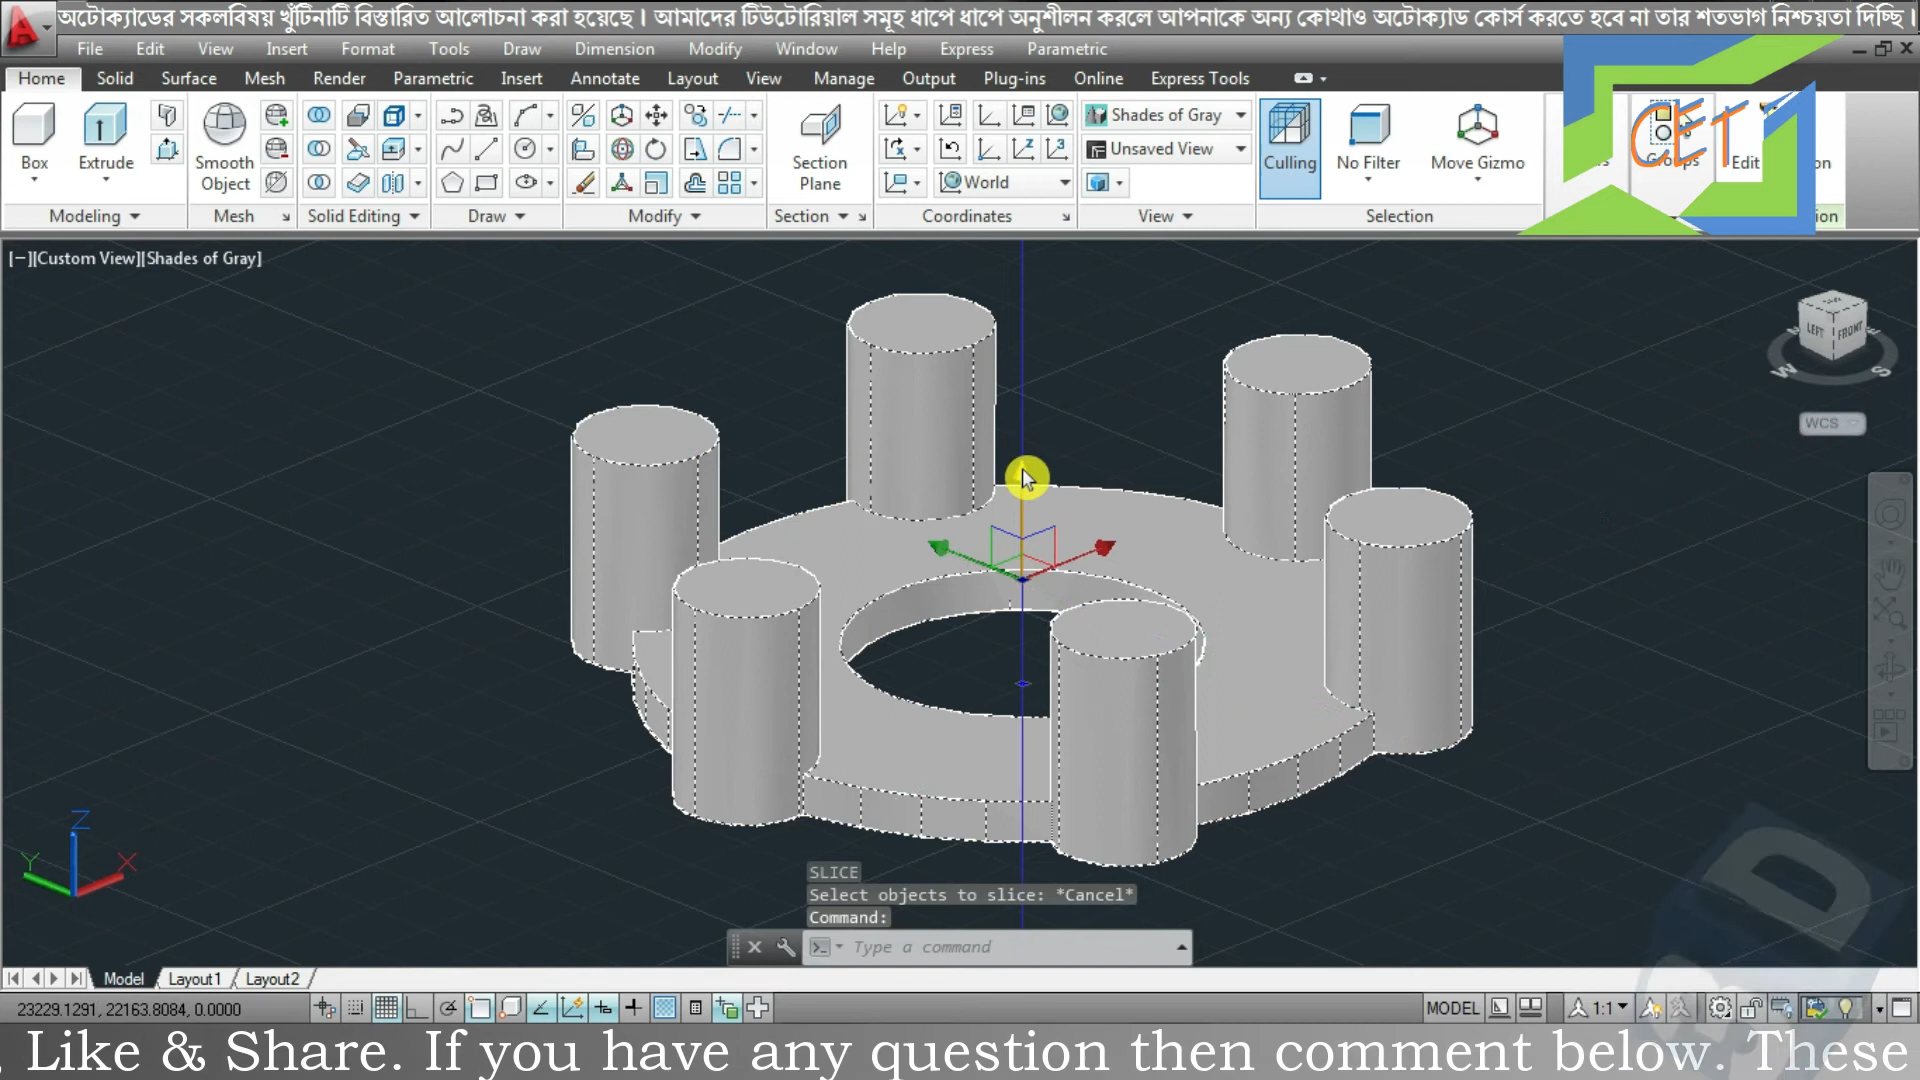 অটোক্যাডের সকলবিষয় খুঁটিনাটি বিস্তারিত আলোচনা করা হয়েছে। আমাদের টিউটোরিয়াল সমূহ ধাপে ধাপে অনুশীলন করলে আপনাকে অন্য কোথাও অটোক্যাড কোর্স করতে হবে না তার শতভাগ নিশ্চয়তা দিচ্ছি।
File Edit View Insert Format Tools Draw Dimension Modify Window Help Express Parametric
Home Solid Surface Mesh Render Parametric Insert Annotate Layout View Manage Output Plug-ins Online Express Tools
Shades of Gray
Unsaved View
World
Box Extrude Smooth Object Section Plane Culling No Filter Move Gizmo Groups Edit
CET
Modeling Mesh Solid Editing Draw Modify Section Coordinates View Selection
[−][Custom View][Shades of Gray]
LEFT FRONT
W S
WCS
Z
Y X
SLICE
Select objects to slice: *Cancel*
Command:
Type a command
Model Layout1 Layout2
23229.1291, 22163.8084, 0.0000 MODEL 1:1
, Like & Share. If you have any question then comment below. These